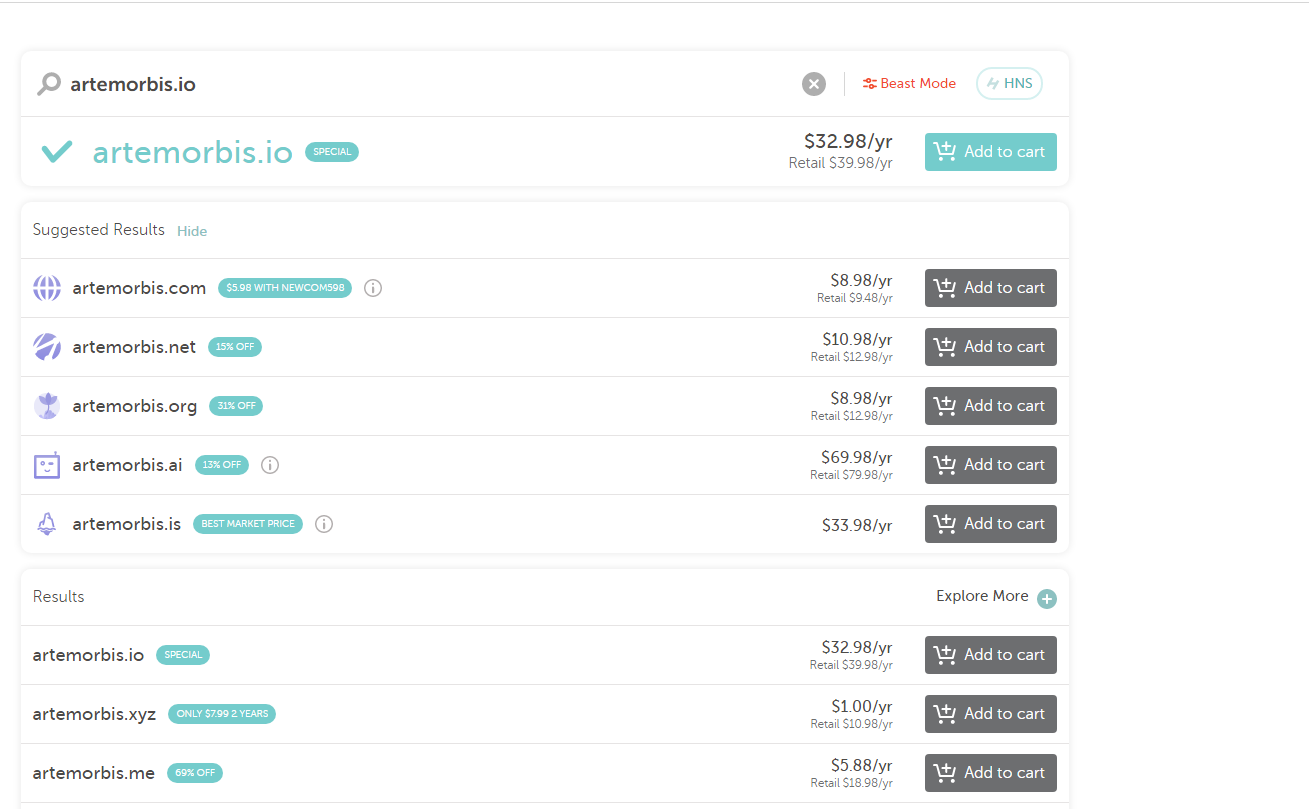 artemorbis.io
Beast Mode
HNS
artemorbis.io SPECIAL $32.98/yr Add to cart
Retail $39.98/yr
Suggested Results Hide
artemorbis.com $5.98 WITH NEWCOM598 $8.98/yr Add to cart
Retail $9.48/yr
artemorbis.net 15% OFF $10.98/yr Add to cart
Retail $12.98/yr
artemorbis.org 31% OFF $8.98/yr Add to cart
Retail $12.98/yr
artemorbis.ai 13% OFF $69.98/yr Add to cart
Retail $79.98/yr
artemorbis.is BEST MARKET PRICE $33.98/yr Add to cart
Results Explore More
artemorbis.io SPECIAL $32.98/yr Add to cart
Retail $39.98/yr
artemorbis.xyz ONLY $7.99 2 YEARS $1.00/yr Add to cart
Retail $10.98/yr
artemorbis.me 69% OFF $5.88/yr Add to cart
Retail $18.98/yr